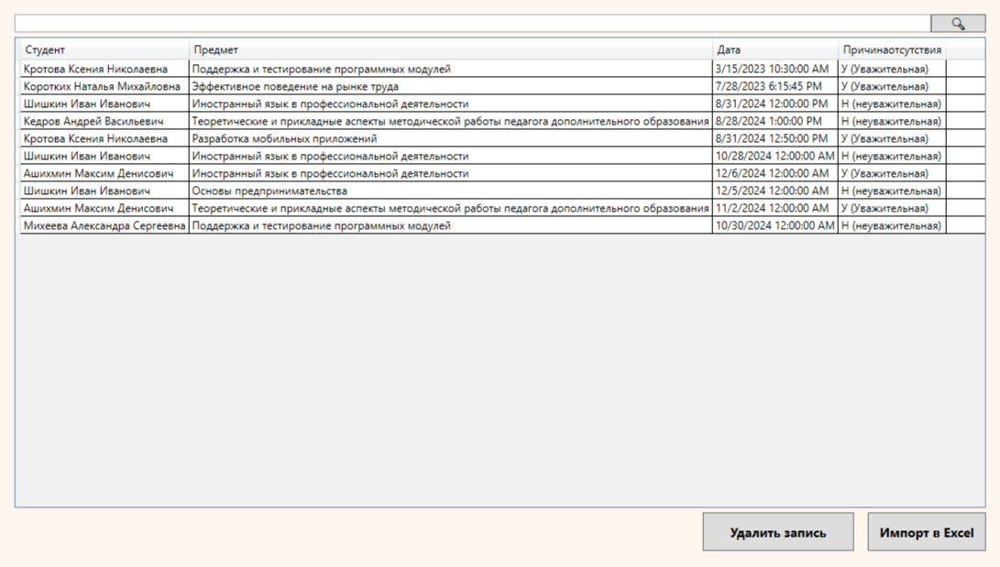 Студент Предмет Дата Причинаотсутствия
Кротова Ксения Николаевна Поддержка и тестирование программных модулей 3/15/2023 10:30:00 AM У (Уважительная)
Коротких Наталья Михайловна Эффективное поведение на рынке труда 7/28/2023 6:15:45 PM У (Уважительная)
Шишкин Иван Иванович Иностранный язык в профессиональной деятельности 8/31/2024 12:00:00 PM Н (неуважительная)
Кедров Андрей Васильевич Теоретические и прикладные аспекты методической работы педагога дополнительного образования 8/28/2024 1:00:00 PM Н (неуважительная)
Кротова Ксения Николаевна Разработка мобильных приложений 8/31/2024 12:50:00 PM У (Уважительная)
Шишкин Иван Иванович Иностранный язык в профессиональной деятельности 10/28/2024 12:00:00 AM Н (неуважительная)
Ашихмин Максим Денисович Иностранный язык в профессиональной деятельности 12/6/2024 12:00:00 AM У (Уважительная)
Шишкин Иван Иванович Основы предпринимательства 12/5/2024 12:00:00 AM Н (неуважительная)
Ашихмин Максим Денисович Теоретические и прикладные аспекты методической работы педагога дополнительного образования 11/2/2024 12:00:00 AM У (Уважительная)
Михеева Александра Сергеевна Поддержка и тестирование программных модулей 10/30/2024 12:00:00 AM Н (неуважительная)
Удалить запись Импорт в Excel